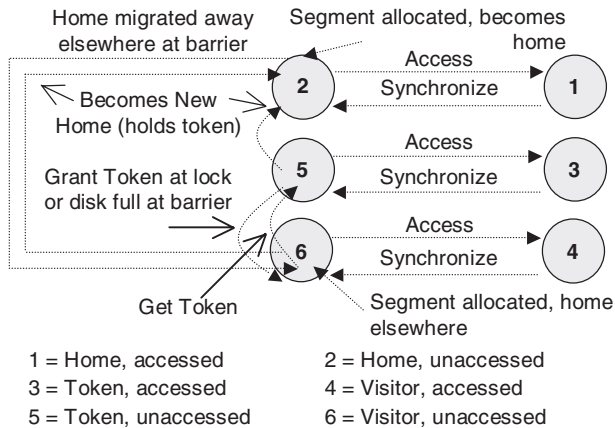 Home migrated away
elsewhere at barrier
Segment allocated, becomes
home
Access
2
Synchronize
1
Becomes New
Home (holds token)
Access
5
3
Synchronize
Grant Token at lock
or disk full at barrier
Access
6
Synchronize
4
Get Token
Segment allocated, home
elsewhere
1 = Home, accessed
2 = Home, unaccessed
3 = Token, accessed
4 = Visitor, accessed
5 = Token, unaccessed
6 = Visitor, unaccessed